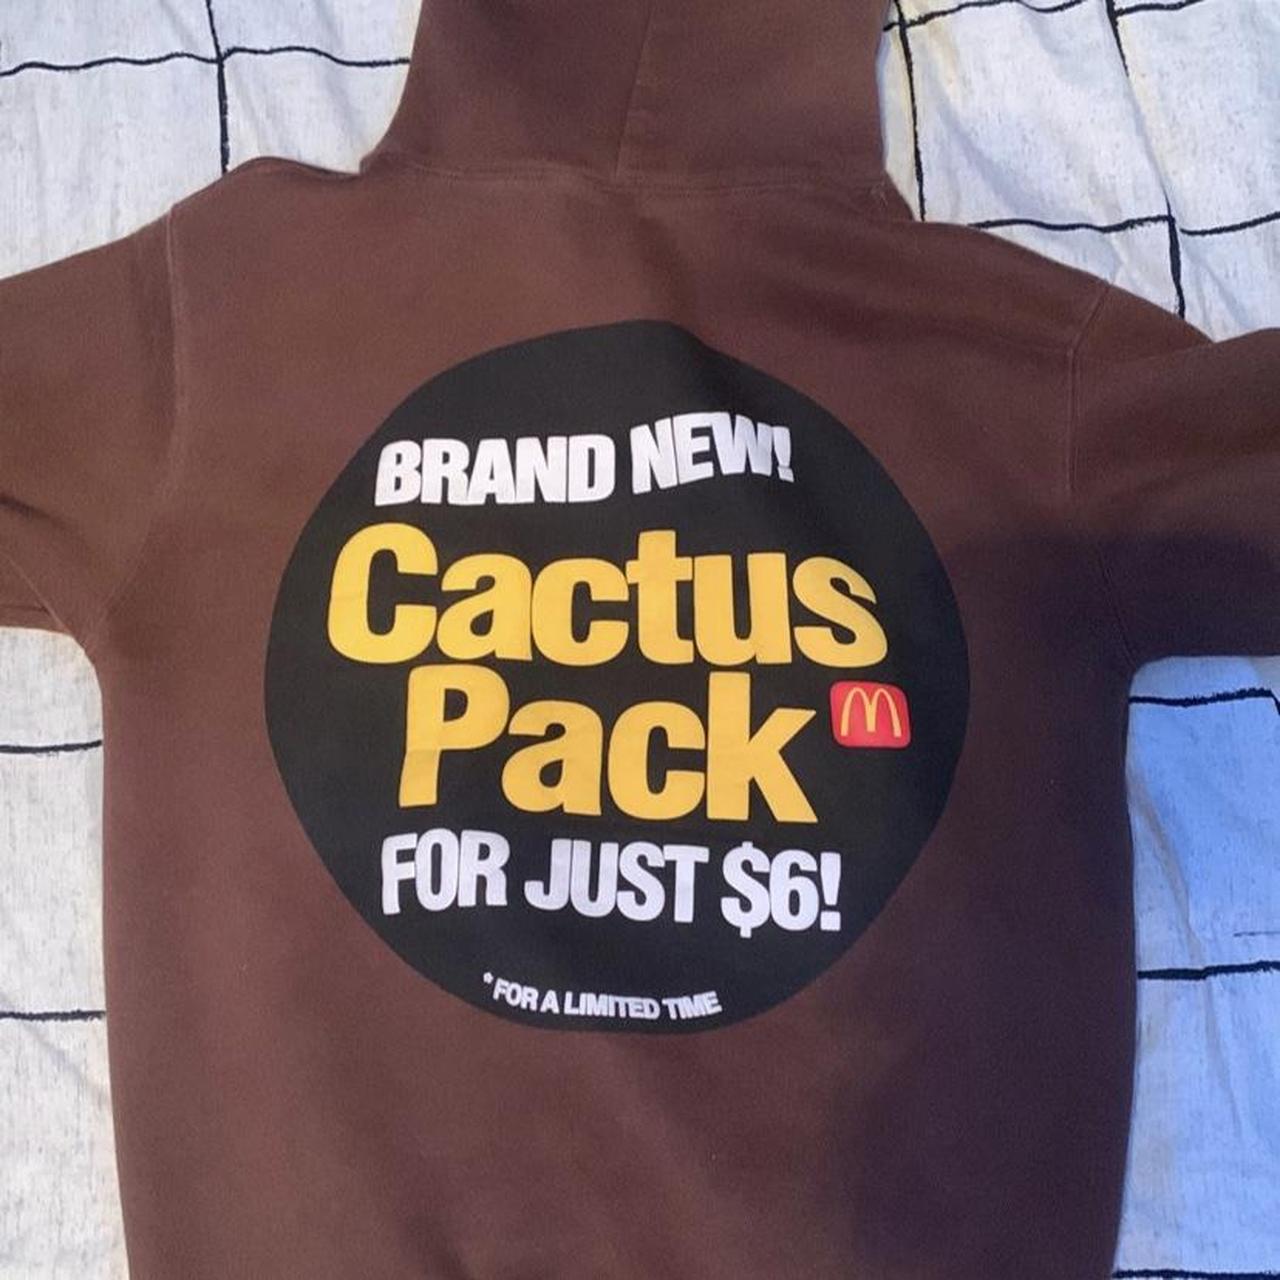 BRAND NEW!
Cactus
Pack
FOR JUST $6!
*FOR A LIMITED TIME